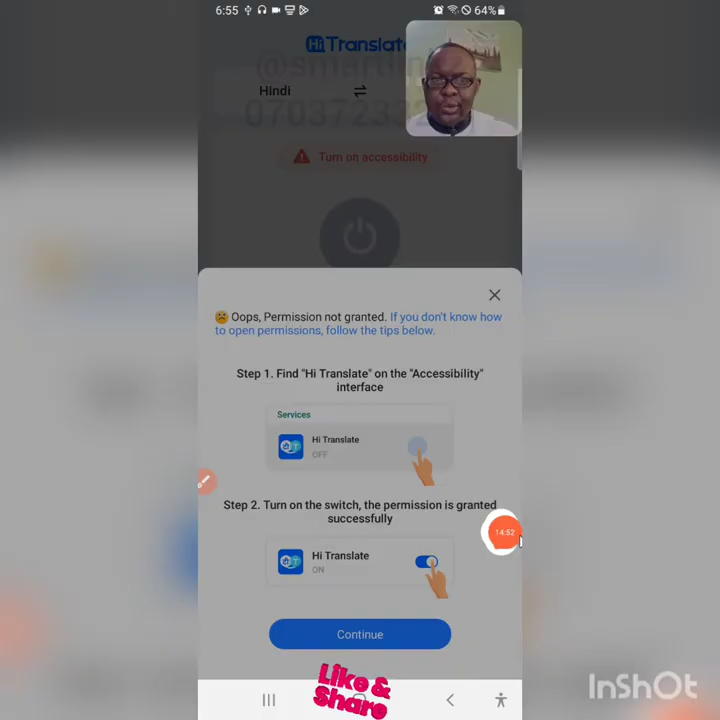 6:55
64%
Hi Translate
@smartlin
Hindi
070372332
Turn on accessibility
Oops, Permission not granted. If you don't know how
to open permissions, follow the tips below.
Step 1. Find "Hi Translate" on the "Accessibility"
interface
Services
Hi Translate
OFF
Step 2. Turn on the switch, the permission is granted
successfully
14:52
Hi Translate
ON
Continue
Like &
Share
InShOt